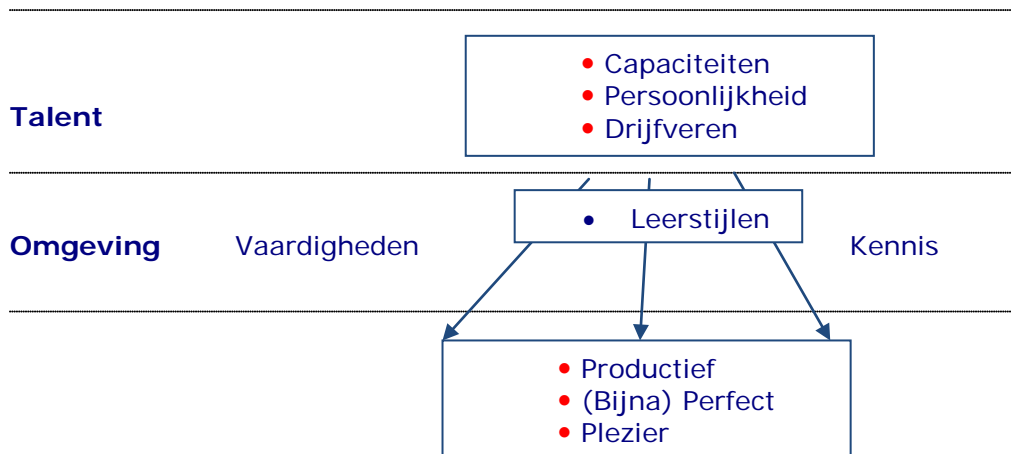 • Capaciteiten
• Persoonlijkheid
Talent
• Drijfveren
• Leerstijlen
Omgeving Vaardigheden Kennis
• Productief
• (Bijna) Perfect
• Plezier